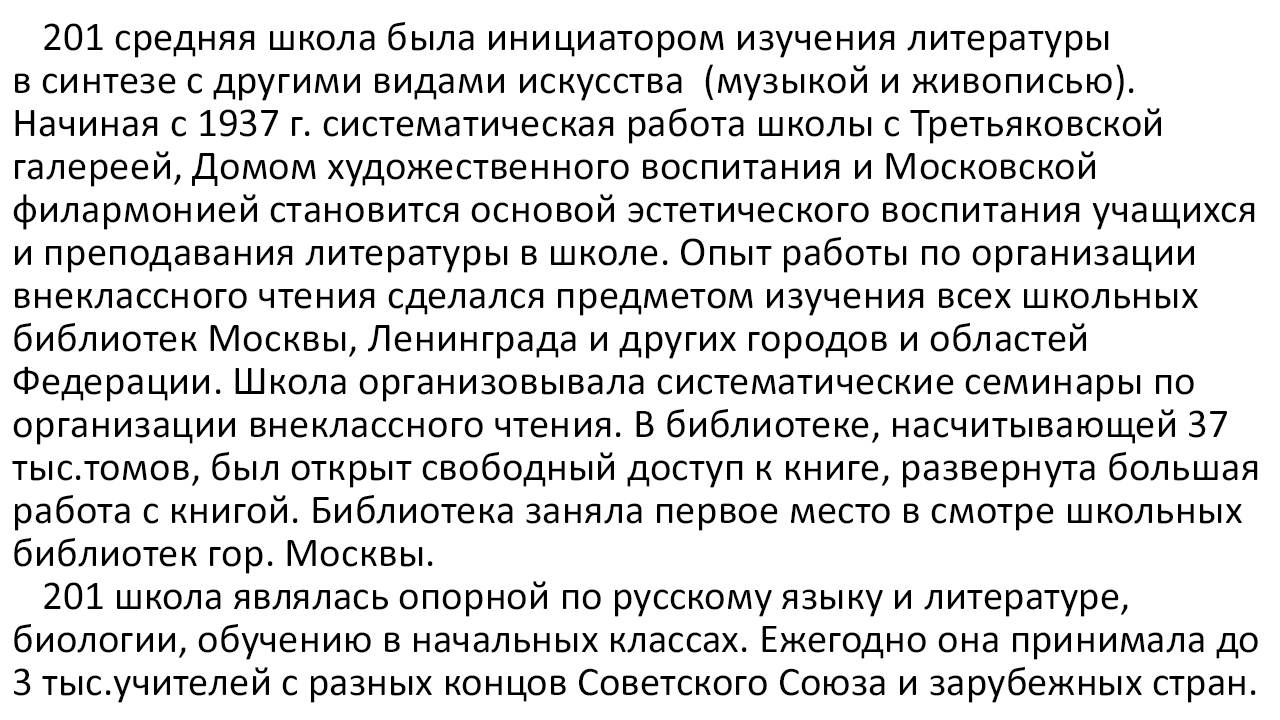 201 средняя школа была инициатором изучения литературы
в синтезе с другими видами искусства  (музыкой и живописью).
Начиная с 1937 г. систематическая работа школы с Третьяковской
галереей, Домом художественного воспитания и Московской
филармонией становится основой эстетического воспитания учащихся
и преподавания литературы в школе. Опыт работы по организации
внеклассного чтения сделался предметом изучения всех школьных
библиотек Москвы, Ленинграда и других городов и областей
Федерации. Школа организовывала систематические семинары по
организации внеклассного чтения. В библиотеке, насчитывающей 37
тыс.томов, был открыт свободный доступ к книге, развернута большая
работа с книгой. Библиотека заняла первое место в смотре школьных
библиотек гор. Москвы.
201 школа являлась опорной по русскому языку и литературе,
биологии, обучению в начальных классах. Ежегодно она принимала до
3 тыс.учителей с разных концов Советского Союза и зарубежных стран.